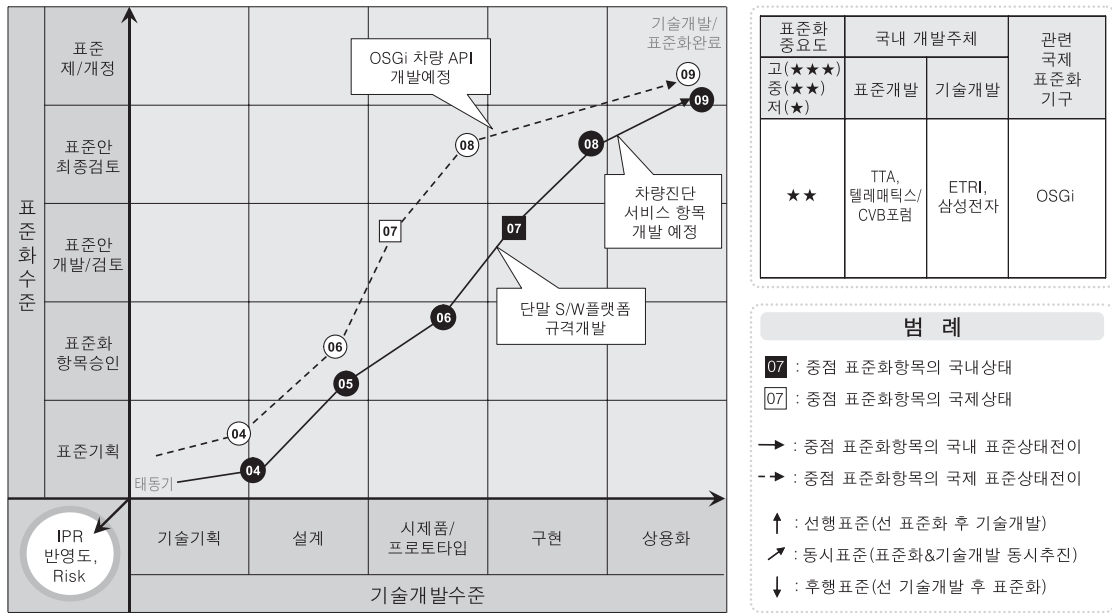 표준화수준
표준
제/개정
표준안
최종검토
표준안
개발/검토
표준화
항목승인
표준기획
기술개발/
표준화완료
OSGi 차량 API
개발예정
09
09
08
08
차량진단
서비스 항목
개발 예정
07
07
단말 S/W플랫폼
규격개발
06
06
05
04
04
태동기
IPR
반영도,
Risk
기술기획
설계
시제품/
프로토타입
구현
상용화
기술개발수준
표준화
중요도
고(★★★)
중(★★)
저(★)
국내 개발주체
표준개발
기술개발
관련
국제
표준화
기구
★★
TTA,
텔레매틱스/
CVB포럼
ETRI,
삼성전자
OSGi
범 례
07 : 중점 표준화항목의 국내상태
07 : 중점 표준화항목의 국제상태
: 중점 표준화항목의 국내 표준상태전이
: 중점 표준화항목의 국제 표준상태전이
: 선행표준(선 표준화 후 기술개발)
: 동시표준(표준화&기술개발 동시추진)
: 후행표준(선 기술개발 후 표준화)